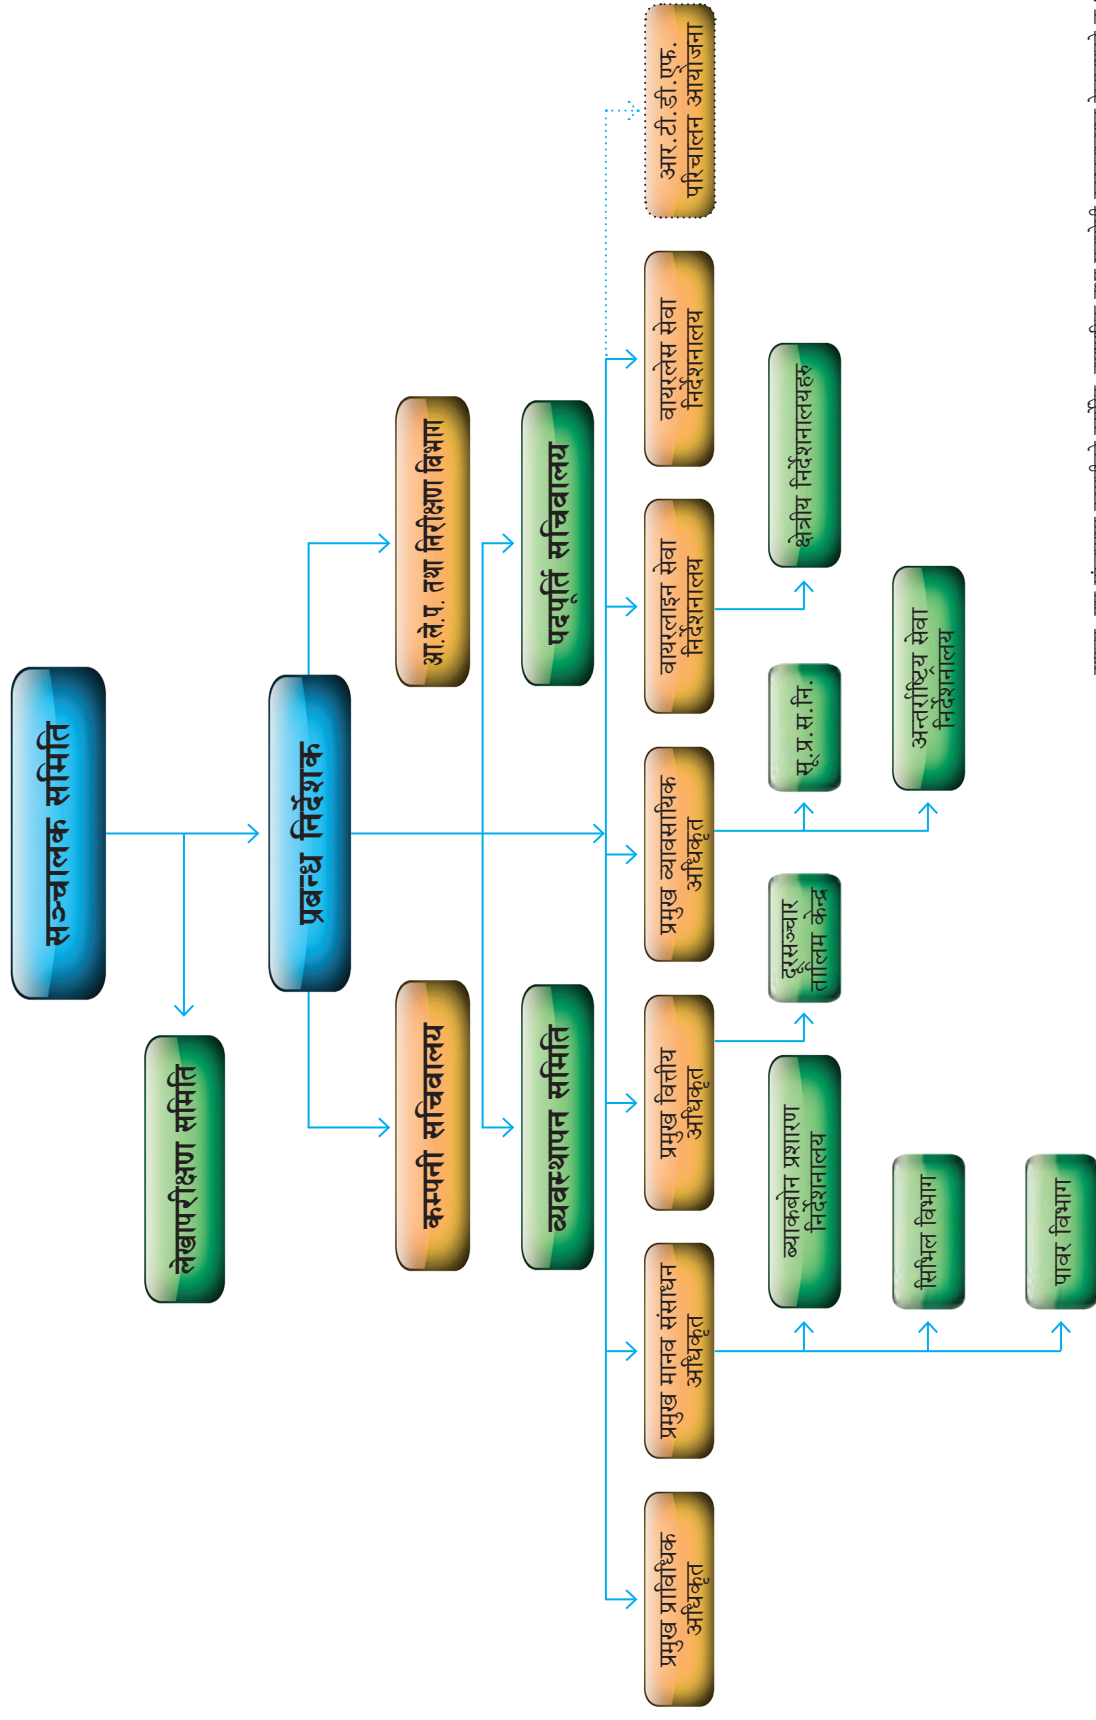 सञ्चालक समिति
लेखापरीक्षण समिति
प्रबन्ध निर्देशक
कम्पनी सचिवालय
आ.ले.प. तथा निरीक्षण विभाग
व्यवस्थापन समिति
पदपूर्ति सचिवालय
प्रमुख प्राविधिक
अधिकृत
प्रमुख मानव संसाधन
अधिकृत
प्रमुख वित्तीय
अधिकृत
प्रमुख व्यावसायिक
अधिकृत
वायरलाइन सेवा
निर्देशनालय
वायरलेस सेवा
निर्देशनालय
आर.टी.डी.एफ.
परिचालन आयोजना
ब्याकबोन प्रशारण
निर्देशनालय
दूरसञ्चार
तालिम केन्द्र
सू.प्र.स.नि.
क्षेत्रीय निर्देशनालयहरु
सिभिल विभाग
अन्तर्राष्ट्रिय सेवा
निर्देशनालय
पावर विभाग